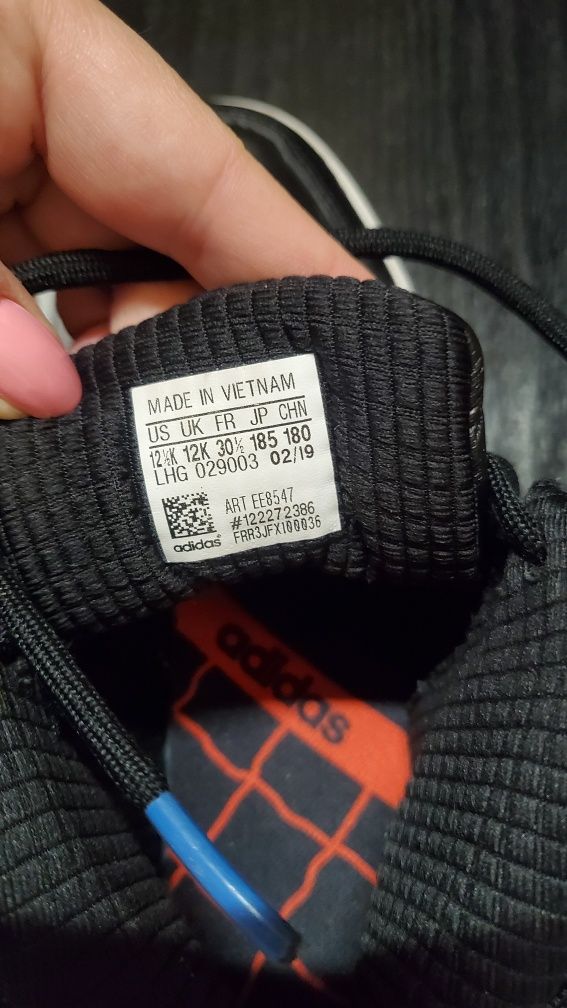 MADE IN VIETNAM
US UK FR JP CHN
12½K 12K 30½ 185 180
LHG 029003 02/19
ART EE8547
#122272386
FRR3JFX100036
adidas
adidas